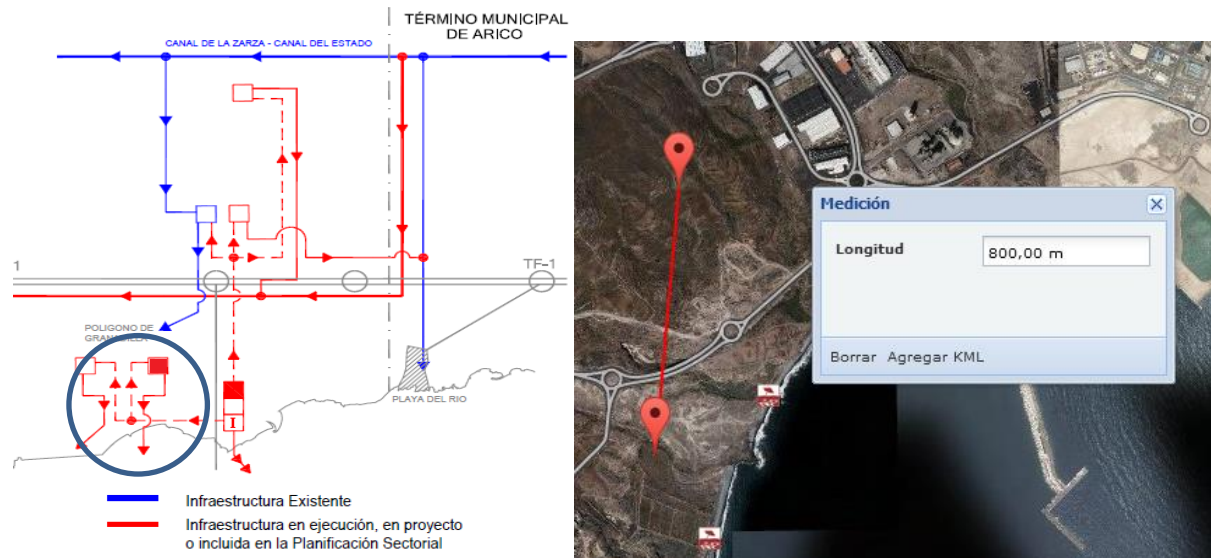 TÉRMINO MUNICIPAL
DE ARICO
CANAL DE LA ZARZA - CANAL DEL ESTADO
1
TF-1
POLIGONO DE
GRANADILLA
PLAYA DEL RIO
I
Infraestructura Existente
Infraestructura en ejecución, en proyecto
o incluida en la Planificación Sectorial
Medición
Longitud
800,00 m
Borrar Agregar KML